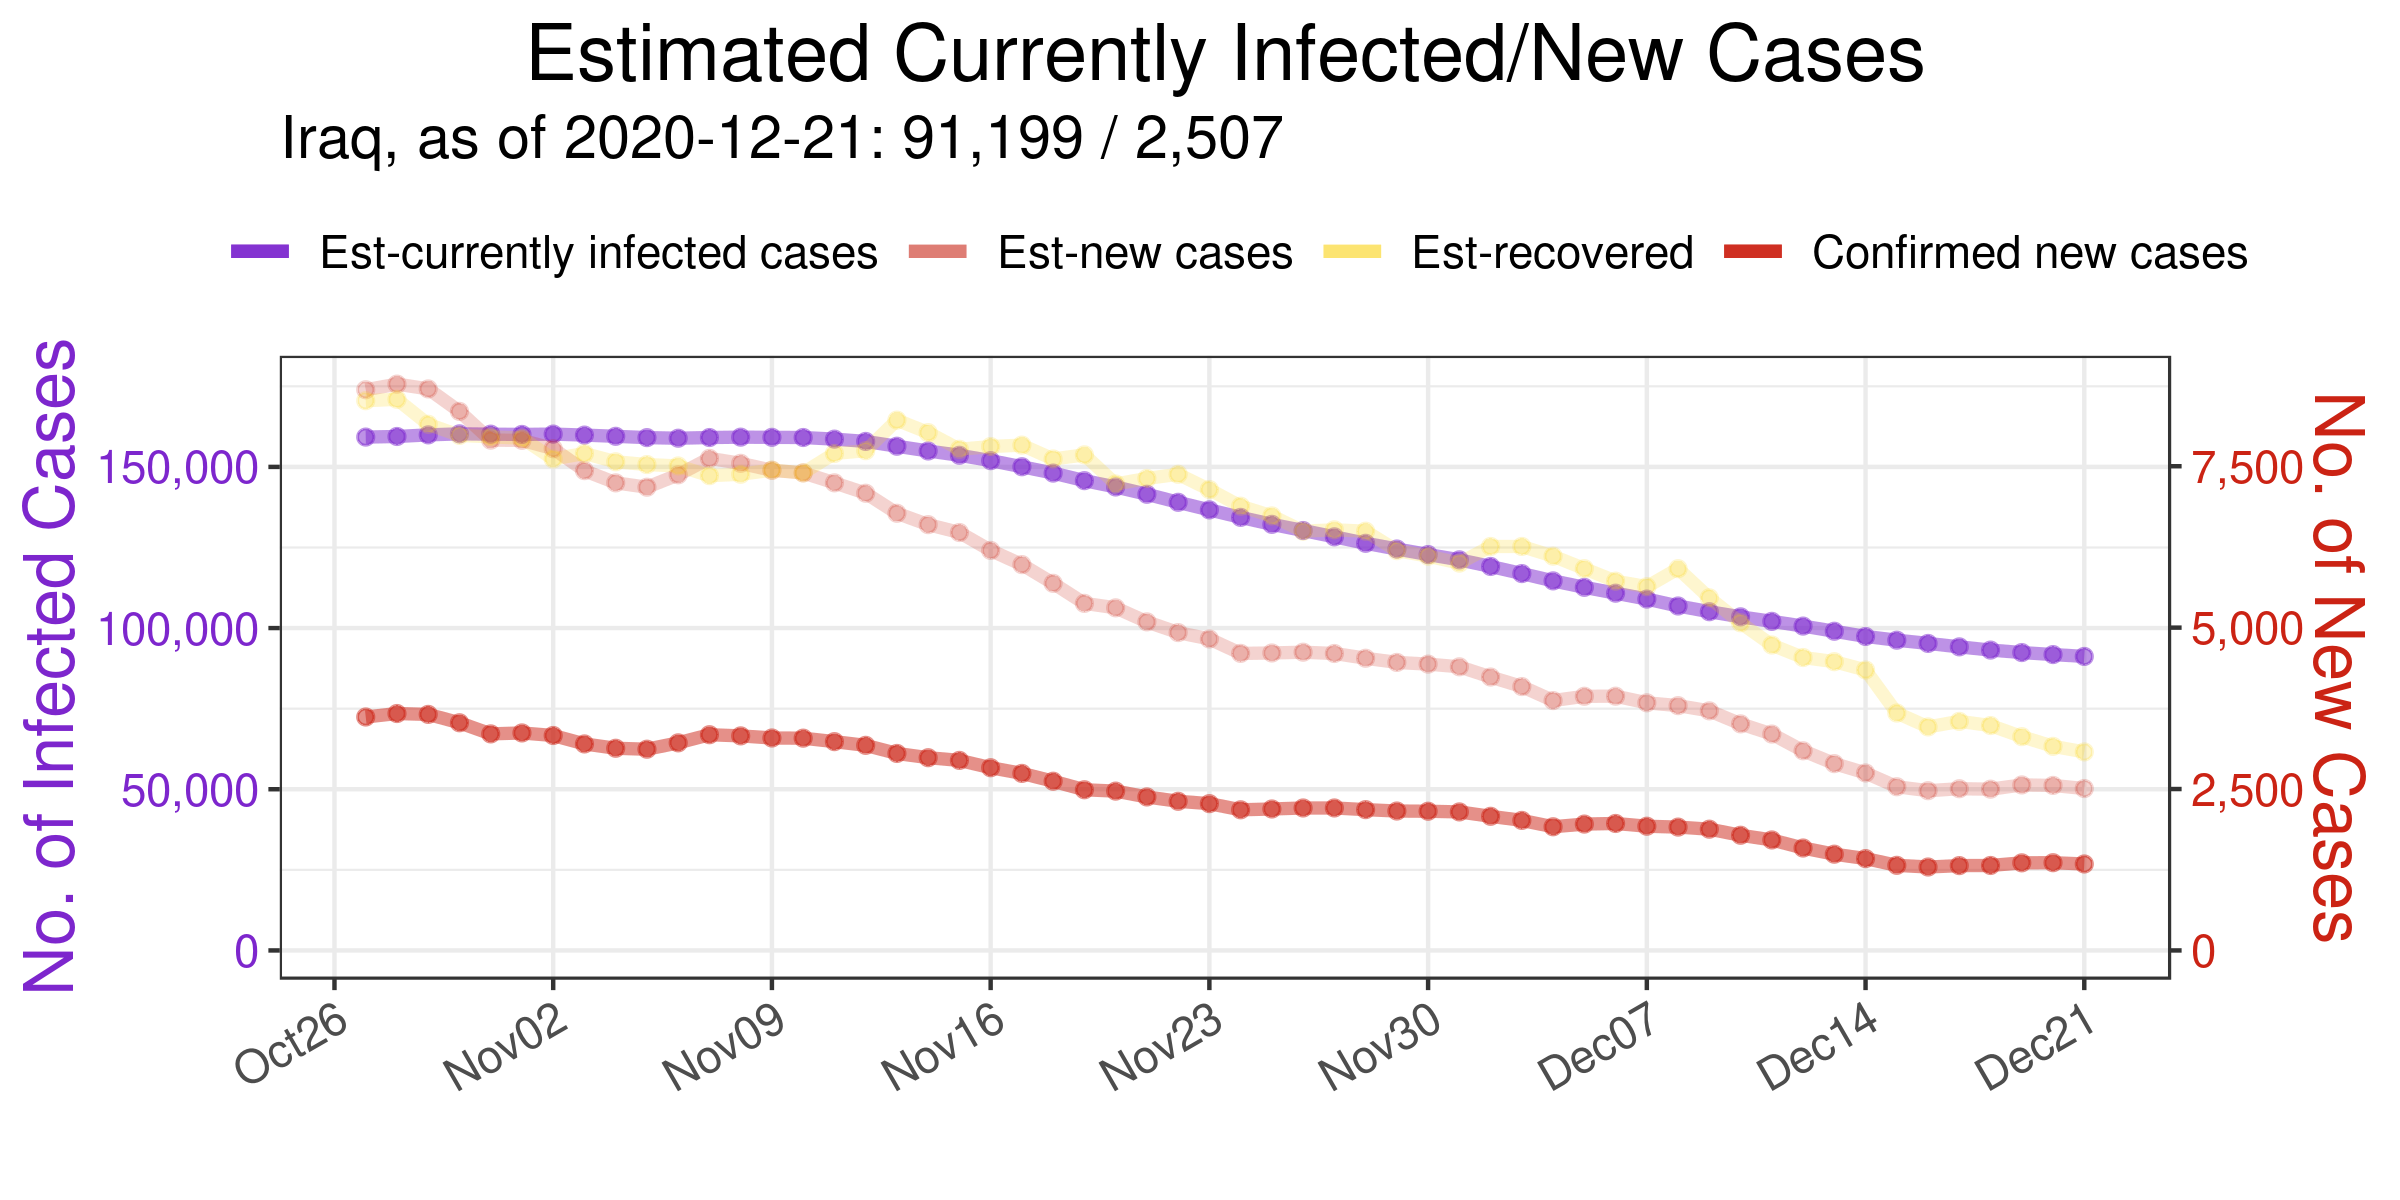 Estimated Currently Infected/New Cases
Iraq, as of 2020-12-21: 91,199 / 2,507
Est-currently infected cases Est-new cases Est-recovered Confirmed new cases
No. of Infected Cases
150,000
100,000
50,000
0
7,500
5,000
2,500
0
No. of New Cases
Oct26 Nov02 Nov09 Nov16 Nov23 Nov30 Dec07 Dec14 Dec21